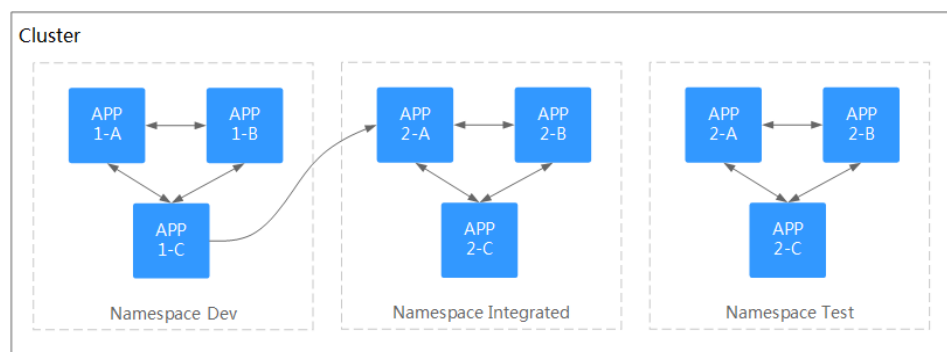 Cluster
APP
1-A
APP
1-B
APP
1-C
Namespace Dev
APP
2-A
APP
2-B
APP
2-C
Namespace Integrated
APP
2-A
APP
2-B
APP
2-C
Namespace Test